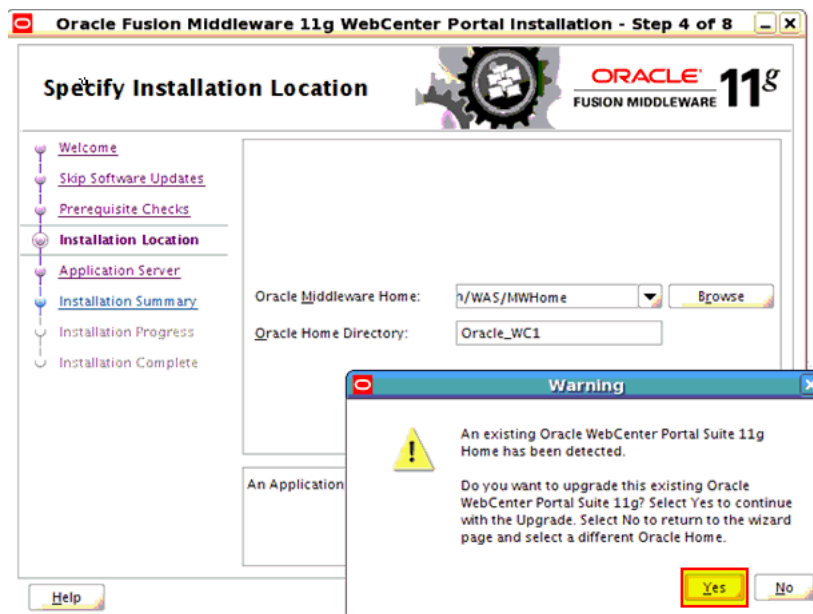 Oracle Fusion Middleware 11g WebCenter Portal Installation - Step 4 of 8
Specify Installation Location
ORACLE
FUSION MIDDLEWARE 11g
Welcome
Skip Software Updates
Prerequisite Checks
Installation Location
Application Server
Installation Summary
Installation Progress
Installation Complete
Oracle Middleware Home: /WAS/MWHome Browse
Oracle Home Directory: Oracle_WC1
An Application
Warning
An existing Oracle WebCenter Portal Suite 11g
Home has been detected.
Do you want to upgrade this existing Oracle
WebCenter Portal Suite 11g? Select Yes to continue
with the Upgrade. Select No to return to the wizard
page and select a different Oracle Home.
Yes No
Help